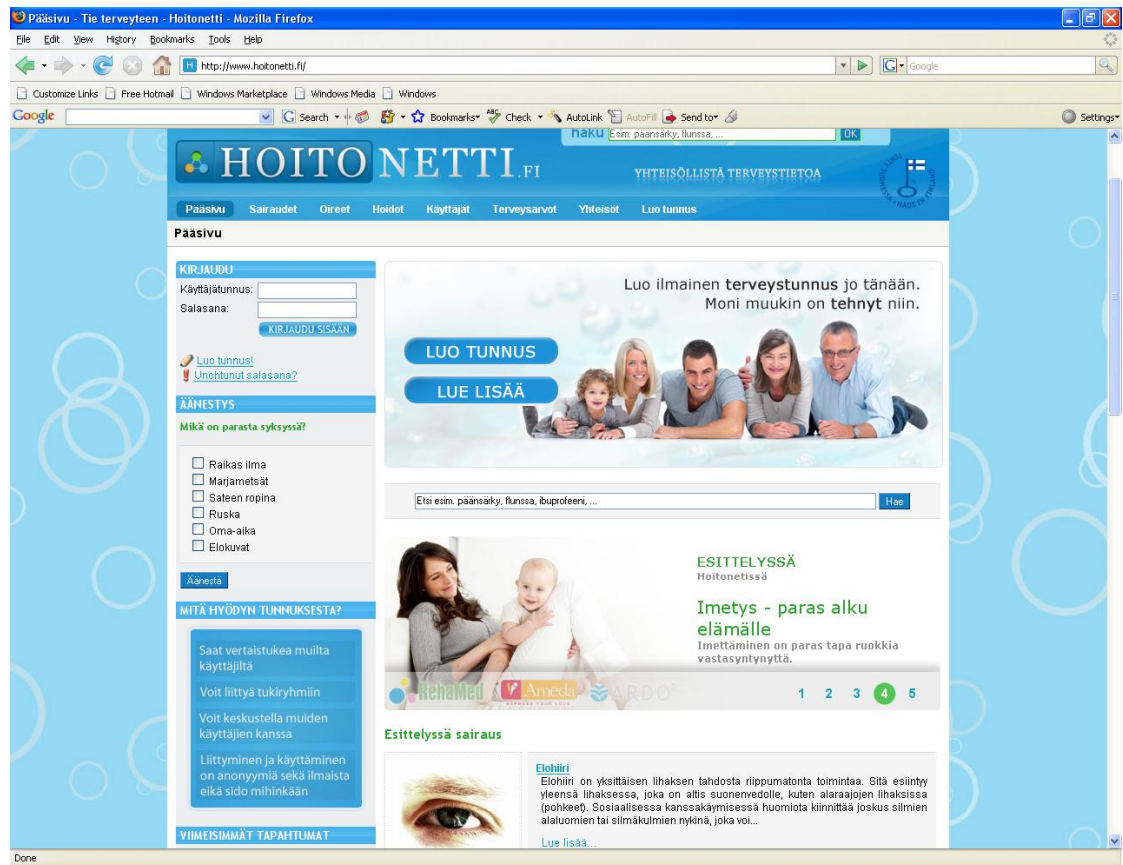 Pääsivu - Tie terveyteen - Hoitonetti - Mozilla Firefox
File Edit View History Bookmarks Tools Help
http://www.hoitonetti.fi/
Google
Customize Links Free Hotmail Windows Marketplace Windows Media Windows
Google Search Bookmarks Check AutoLink AutoFill Send to Settings
haku Esim. päänsärky, flunssa, ... OK
HOITONETTI.FI
YHTEISÖLLISTÄ TERVEYSTIETOA
Pääsivu Sairaudet Oireet Hoidot Käyttäjät Terveysarvot Yhteisöt Luo tunnus
Pääsivu
KIRJAUDU
Käyttäjätunnus:
Salasana:
KIRJAUDU SISÄÄN
Luo tunnus!
Unohtunut salasana?
ÄÄNESTYS
Mikä on parasta syksyssä?
Raikas ilma
Marjametsät
Sateen ropina
Ruska
Oma-aika
Elokuvat
Äänestä
MITÄ HYÖDYN TUNNUKSESTA?
Saat vertaistukea muilta
käyttäjiltä
Voit liittyä tukiryhmiin
Voit keskustella muiden
käyttäjien kanssa
Liittyminen ja käyttäminen
on anonyymiä sekä ilmaista
eikä sido mihinkään
VIIMEISIMMÄT TAPAHTUMAT
Luo ilmainen terveystunnus jo tänään.
Moni muukin on tehnyt niin.
LUO TUNNUS
LUE LISÄÄ
Etsi esim. päänsärky, flunssa, ibuprofeeni, ... Hae
ESITTELYSSÄ
Hoitonetissä
Imetys - paras alku
elämälle
Imettäminen on paras tapa ruokkia
vastasyntynyttä.
RehaMed Ameda ARDO
1 2 3 4 5
Esittelyssä sairaus
Elohiiri
Elohiiri on yksittäisen lihaksen tahdosta riippumatonta toimintaa. Sitä esiintyy
yleensä lihaksessa, joka on altis suonenvedolle, kuten alaraajojen lihaksissa
(pohkeet). Sosiaalisessa kanssakäymisessä huomiota kiinnittää joskus silmien
alaluomien tai silmäkulmien nykinä, joka voi...
Lue lisää...
Done